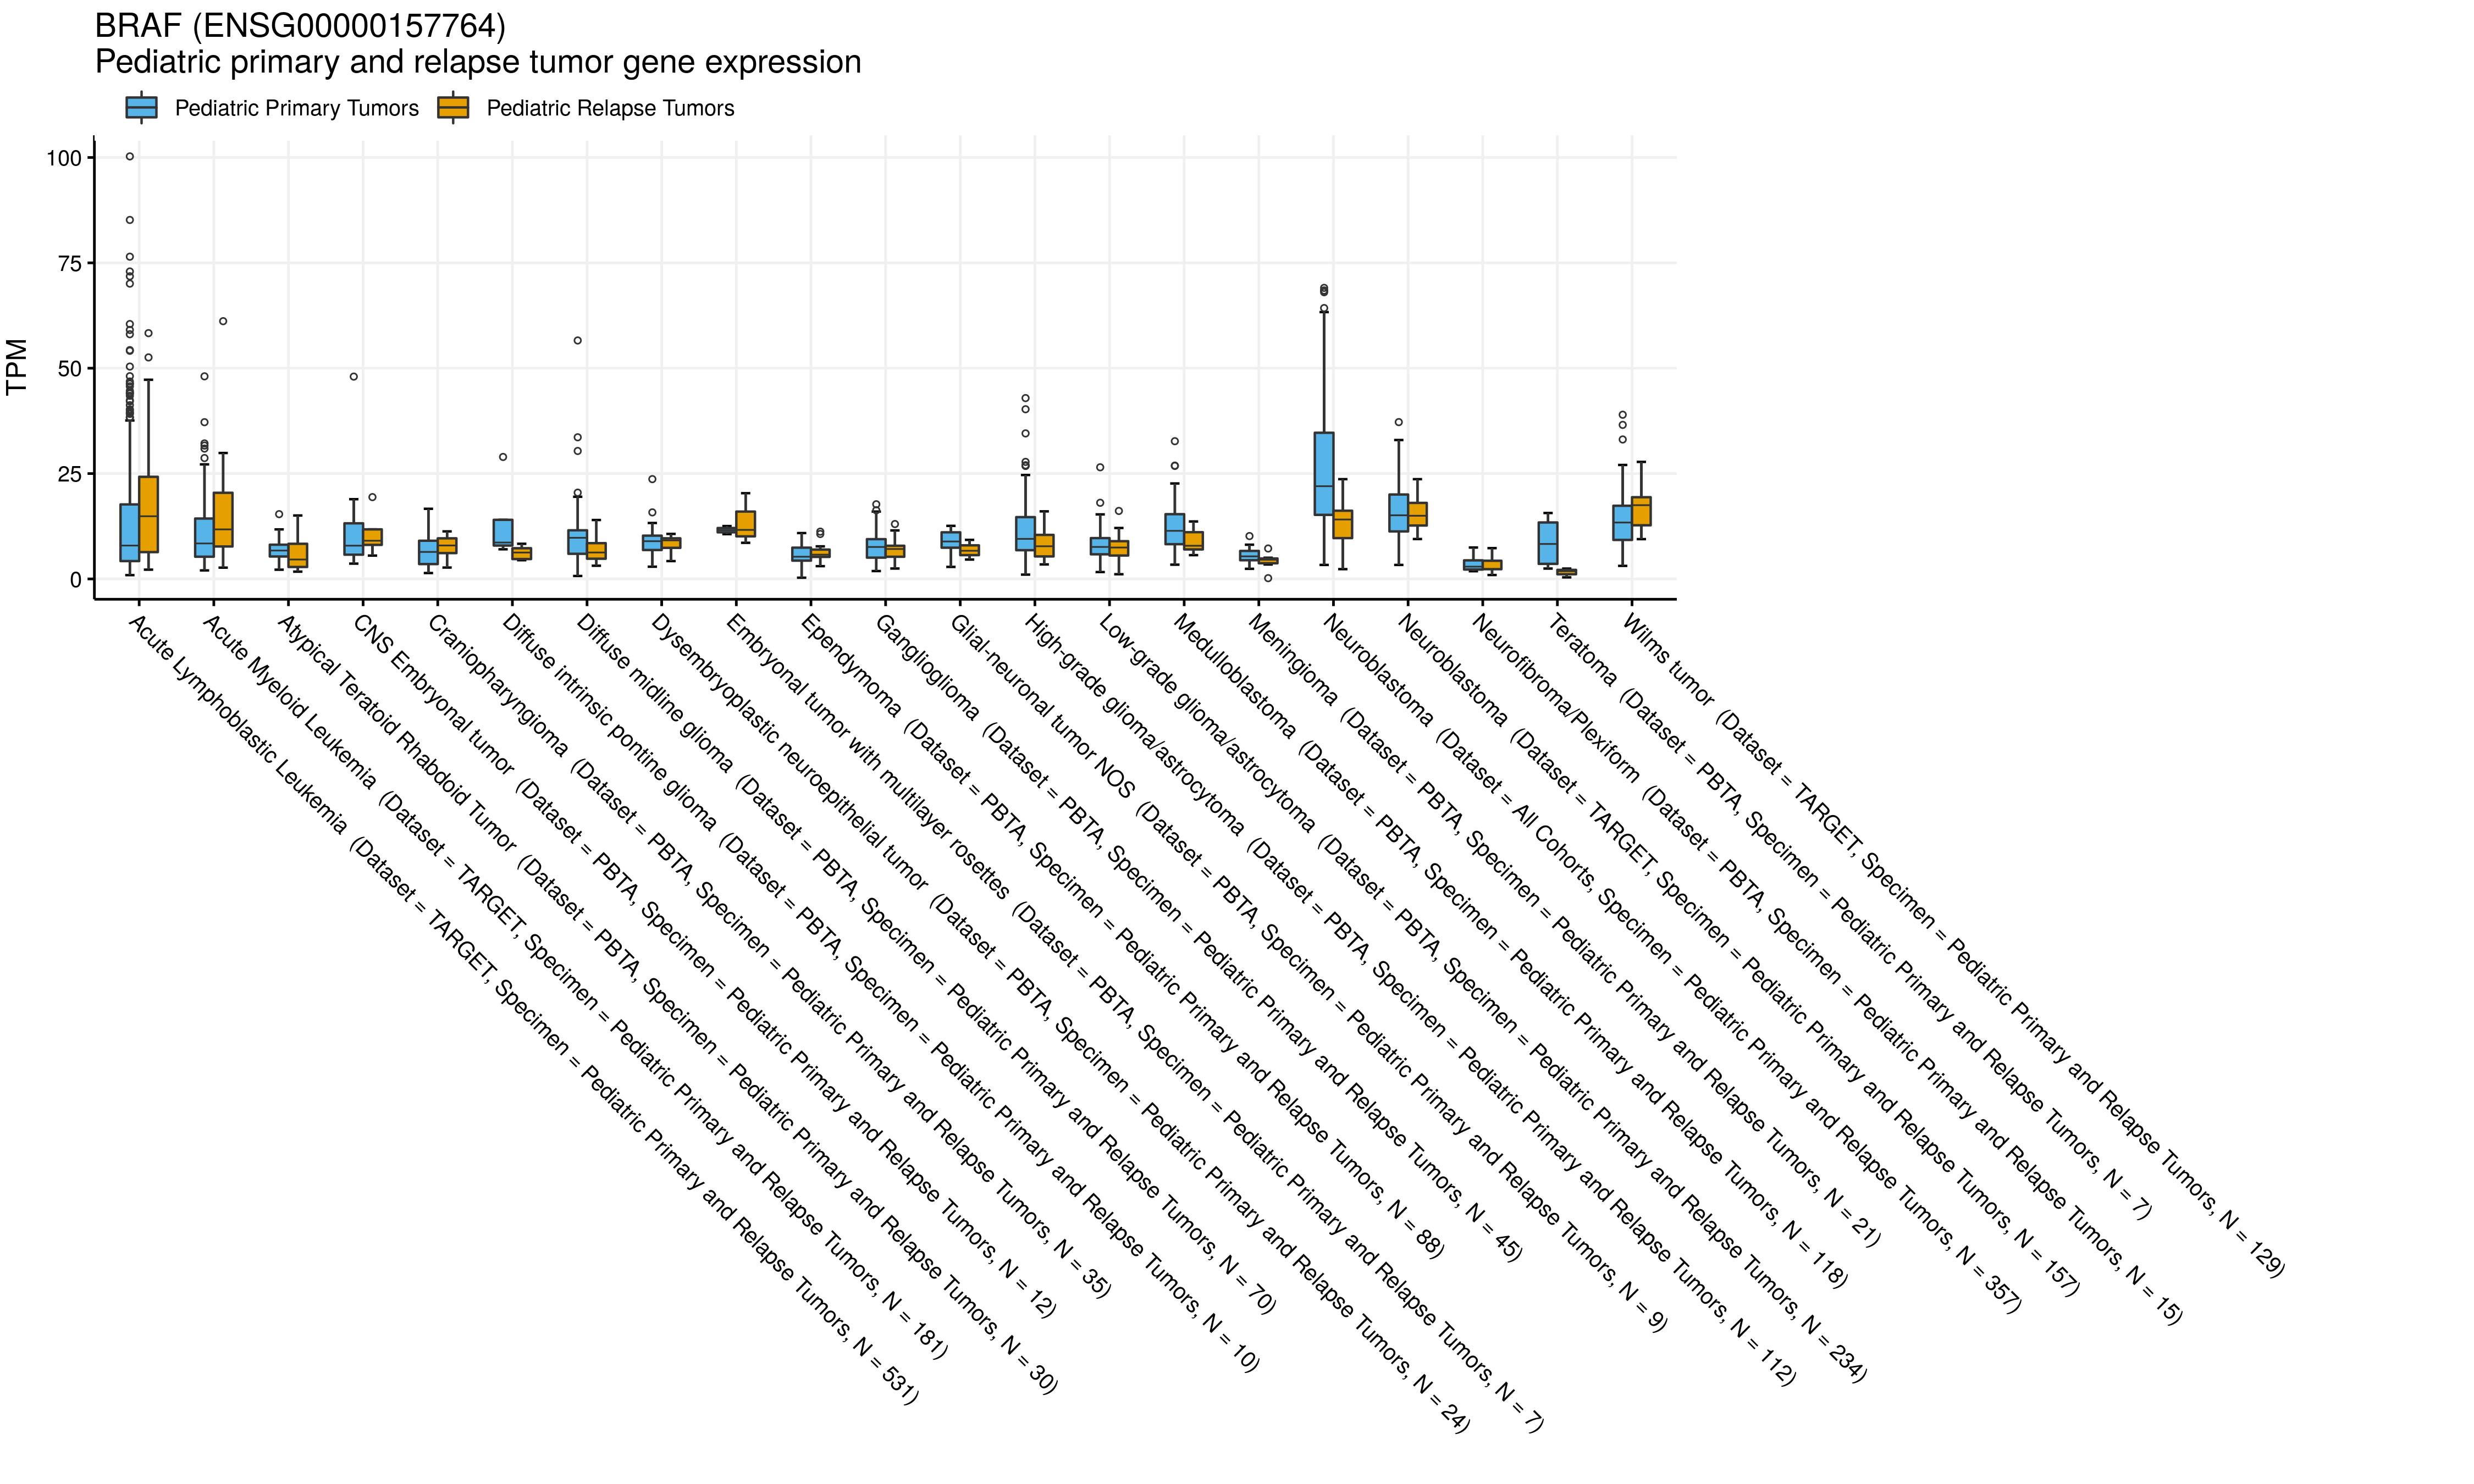 BRAF (ENSG00000157764)
Pediatric primary and relapse tumor gene expression
Pediatric Primary Tumors
Pediatric Relapse Tumors
TPM
100
75
50
25
0
Acute Lymphoblastic Leukemia (Dataset = TARGET, Specimen = Pediatric Primary and Relapse Tumors, N = 531)
Acute Myeloid Leukemia (Dataset = TARGET, Specimen = Pediatric Primary and Relapse Tumors, N = 181)
Atypical Teratoid Rhabdoid Tumor (Dataset = PBTA, Specimen = Pediatric Primary and Relapse Tumors, N = 30)
CNS Embryonal tumor (Dataset = PBTA, Specimen = Pediatric Primary and Relapse Tumors, N = 12)
Craniopharyngioma (Dataset = PBTA, Specimen = Pediatric Primary and Relapse Tumors, N = 35)
Diffuse intrinsic pontine glioma (Dataset = PBTA, Specimen = Pediatric Primary and Relapse Tumors, N = 10)
Diffuse midline glioma (Dataset = PBTA, Specimen = Pediatric Primary and Relapse Tumors, N = 70)
Dysembryoplastic neuroepithelial tumor (Dataset = PBTA, Specimen = Pediatric Primary and Relapse Tumors, N = 24)
Embryonal tumor with multilayer rosettes (Dataset = PBTA, Specimen = Pediatric Primary and Relapse Tumors, N = 7)
Ependymoma (Dataset = PBTA, Specimen = Pediatric Primary and Relapse Tumors, N = 88)
Ganglioglioma (Dataset = PBTA, Specimen = Pediatric Primary and Relapse Tumors, N = 45)
Glial-neuronal tumor NOS (Dataset = PBTA, Specimen = Pediatric Primary and Relapse Tumors, N = 9)
High-grade glioma/astrocytoma (Dataset = PBTA, Specimen = Pediatric Primary and Relapse Tumors, N = 112)
Low-grade glioma/astrocytoma (Dataset = PBTA, Specimen = Pediatric Primary and Relapse Tumors, N = 234)
Medulloblastoma (Dataset = PBTA, Specimen = Pediatric Primary and Relapse Tumors, N = 118)
Meningioma (Dataset = PBTA, Specimen = Pediatric Primary and Relapse Tumors, N = 21)
Neuroblastoma (Dataset = All Cohorts, Specimen = Pediatric Primary and Relapse Tumors, N = 357)
Neuroblastoma (Dataset = TARGET, Specimen = Pediatric Primary and Relapse Tumors, N = 157)
Neurofibroma/Plexiform (Dataset = PBTA, Specimen = Pediatric Primary and Relapse Tumors, N = 15)
Teratoma (Dataset = PBTA, Specimen = Pediatric Primary and Relapse Tumors, N = 7)
Wilms tumor (Dataset = TARGET, Specimen = Pediatric Primary and Relapse Tumors, N = 129)